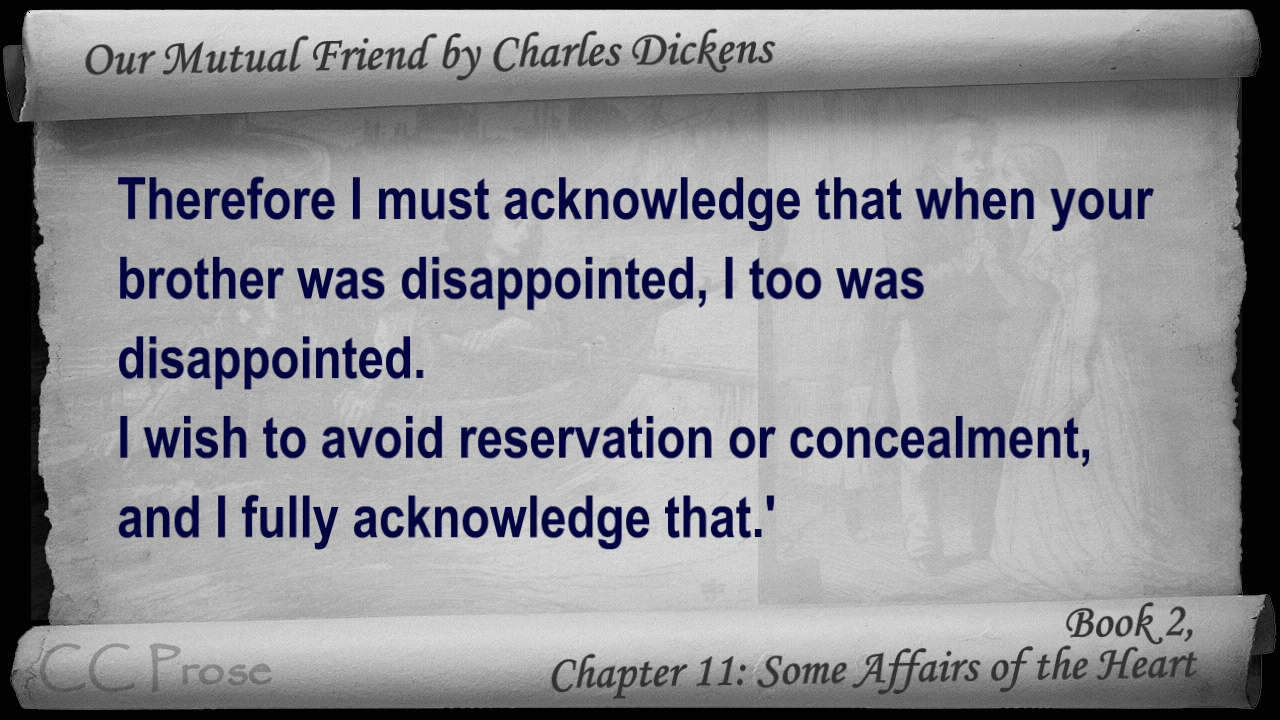 Our Mutual Friend by Charles Dickens
Therefore I must acknowledge that when your
brother was disappointed, I too was
disappointed.
I wish to avoid reservation or concealment,
and I fully acknowledge that.'
Book 2,
Chapter 11: Some Affairs of the Heart
CC Prose